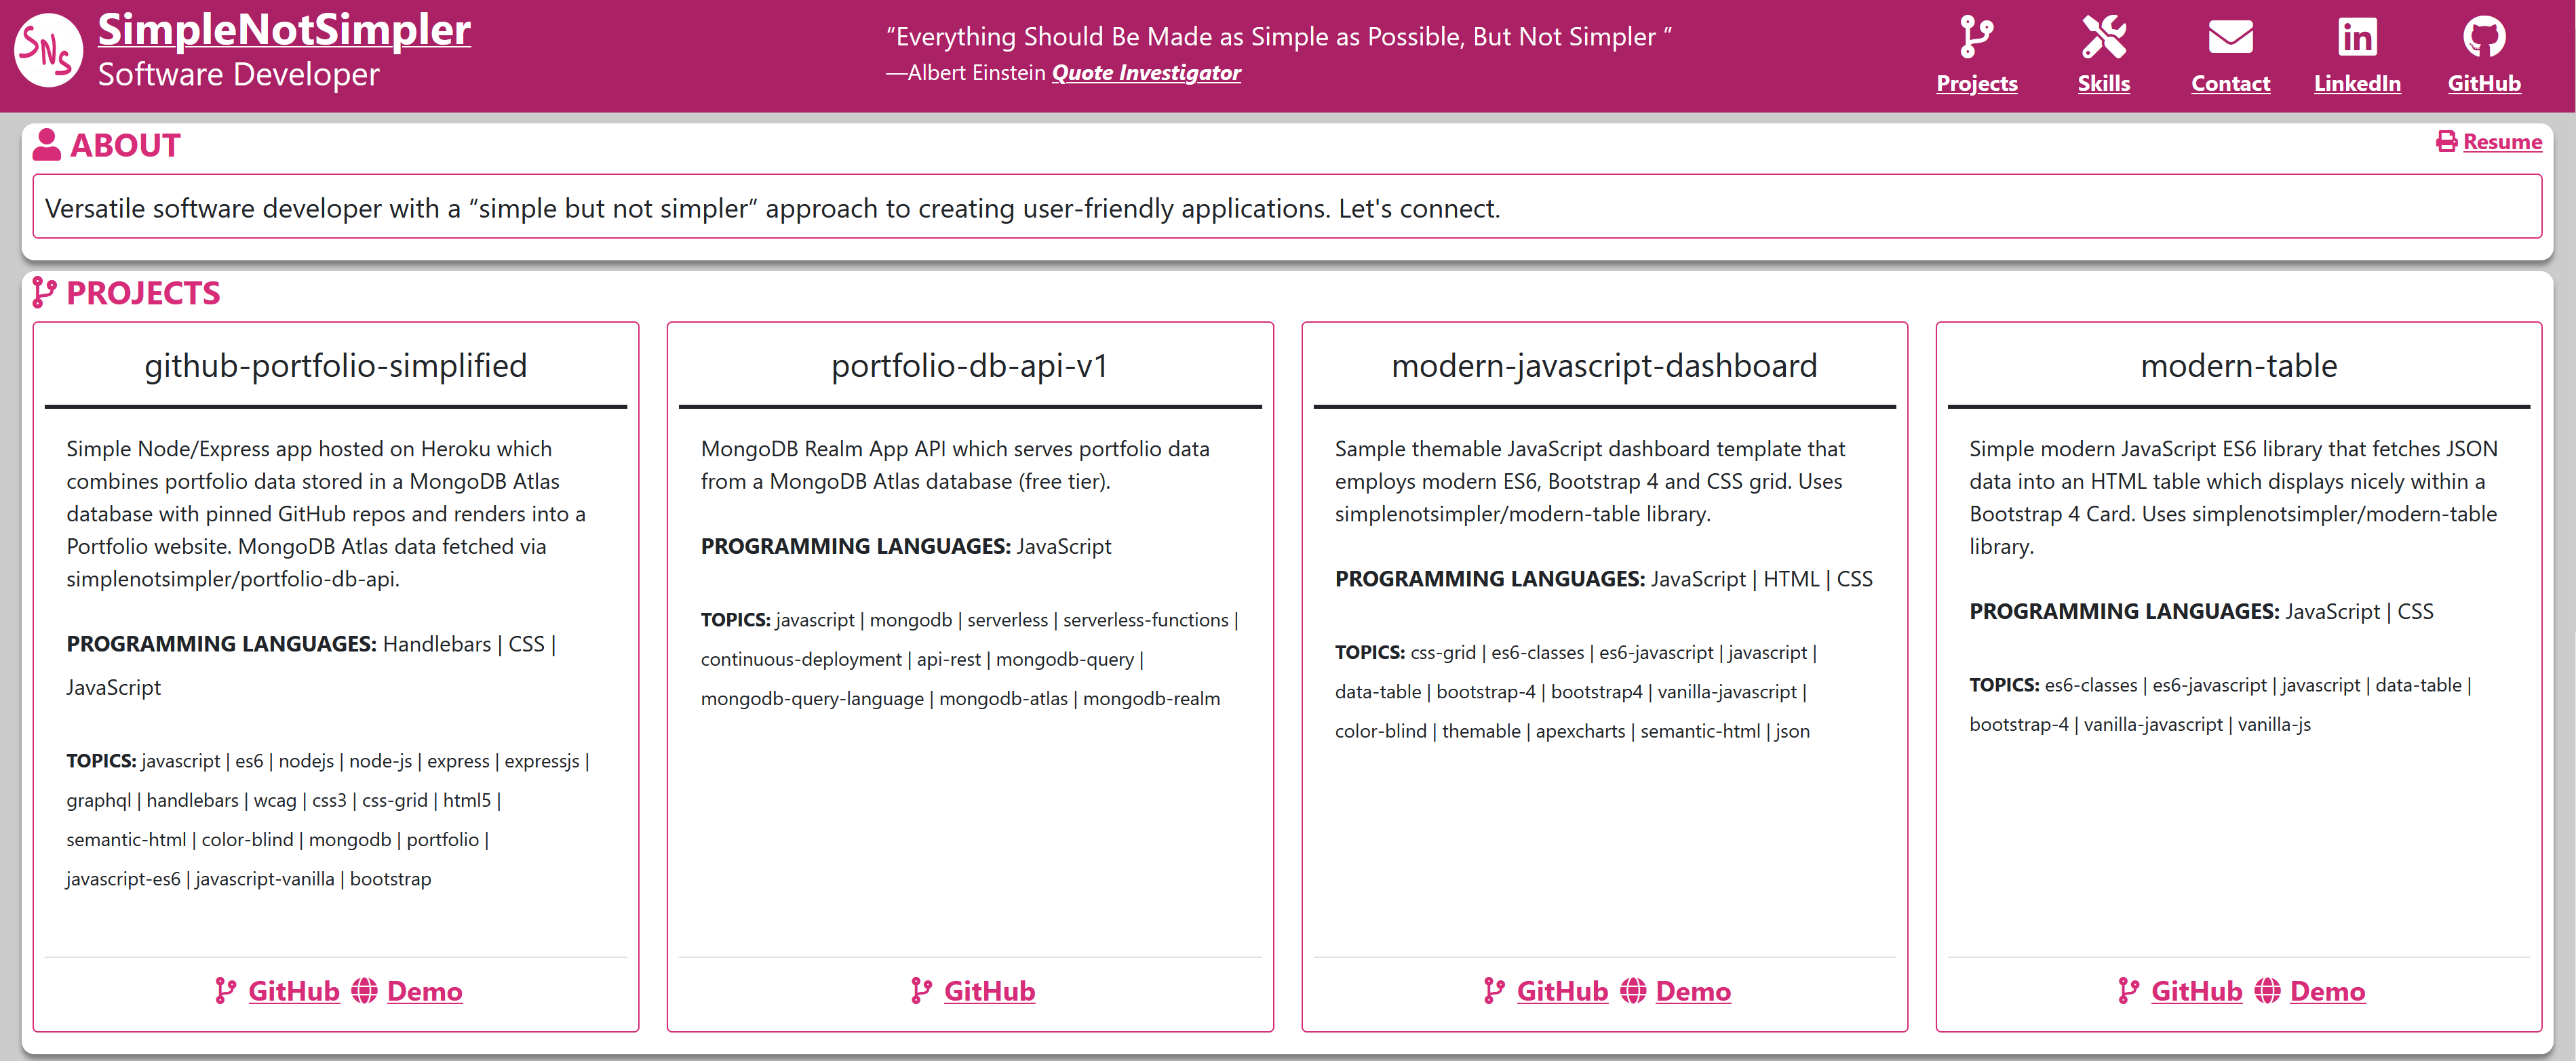 SNS
SimpleNotSimpler
Software Developer
“Everything Should Be Made as Simple as Possible, But Not Simpler ”
—Albert Einstein Quote Investigator
Projects
Skills
Contact
LinkedIn
GitHub
ABOUT
Resume
Versatile software developer with a “simple but not simpler” approach to creating user-friendly applications. Let's connect.
PROJECTS
github-portfolio-simplified
Simple Node/Express app hosted on Heroku which
combines portfolio data stored in a MongoDB Atlas
database with pinned GitHub repos and renders into a
Portfolio website. MongoDB Atlas data fetched via
simplenotsimpler/portfolio-db-api.
PROGRAMMING LANGUAGES: Handlebars | CSS |
JavaScript
TOPICS: javascript | es6 | nodejs | node-js | express | expressjs |
graphql | handlebars | wcag | css3 | css-grid | html5 |
semantic-html | color-blind | mongodb | portfolio |
javascript-es6 | javascript-vanilla | bootstrap
GitHub Demo
portfolio-db-api-v1
MongoDB Realm App API which serves portfolio data
from a MongoDB Atlas database (free tier).
PROGRAMMING LANGUAGES: JavaScript
TOPICS: javascript | mongodb | serverless | serverless-functions |
continuous-deployment | api-rest | mongodb-query |
mongodb-query-language | mongodb-atlas | mongodb-realm
GitHub
modern-javascript-dashboard
Sample themable JavaScript dashboard template that
employs modern ES6, Bootstrap 4 and CSS grid. Uses
simplenotsimpler/modern-table library.
PROGRAMMING LANGUAGES: JavaScript | HTML | CSS
TOPICS: css-grid | es6-classes | es6-javascript | javascript |
data-table | bootstrap-4 | bootstrap4 | vanilla-javascript |
color-blind | themable | apexcharts | semantic-html | json
GitHub Demo
modern-table
Simple modern JavaScript ES6 library that fetches JSON
data into an HTML table which displays nicely within a
Bootstrap 4 Card. Uses simplenotsimpler/modern-table
library.
PROGRAMMING LANGUAGES: JavaScript | CSS
TOPICS: es6-classes | es6-javascript | javascript | data-table |
bootstrap-4 | vanilla-javascript | vanilla-js
GitHub Demo